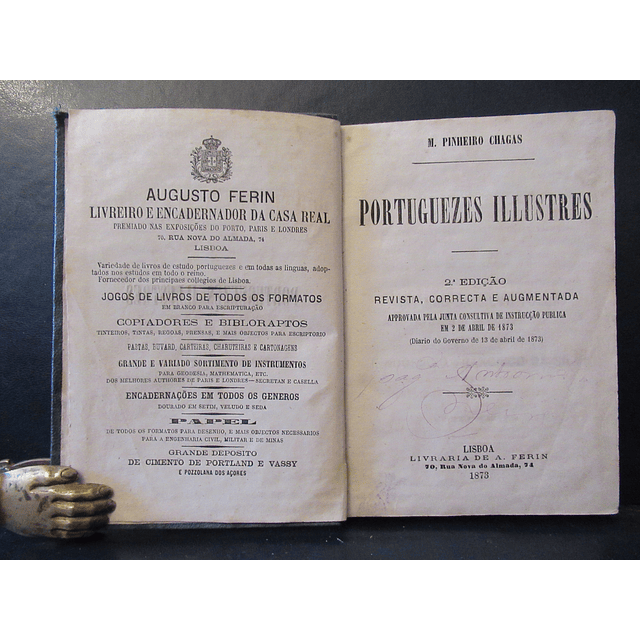 AUGUSTO FERIN
LIVREIRO E ENCADERNADOR DA CASA REAL
PREMIADO NAS EXPOSIÇÕES DO PORTO, PARIS E LONDRES
70, RUA NOVA DO ALMADA, 74
LISBOA
Variedade de livros de estudo portuguezes e em todas as linguas, adop-
tados nos estudos em todo o reino.
Fornecedor dos principaes collegios de Lisboa.
JOGOS DE LIVROS DE TODOS OS FORMATOS
EM BRANCO PARA ESCRIPTURAÇÃO
COPIADORES E BIBLORAPTOS
TINTEIROS, TINTAS, REGOAS, PRENSAS, E MAIS OBJECTOS PARA ESCRIPTORIO
PASTAS, BUVARD, CARTEIRAS, CHARUTEIRAS E CARTONAGENS
GRANDE E VARIADO SORTIMENTO DE INSTRUMENTOS
PARA GEODESIA, MATHEMATICA, ETC.
DOS MELHORES AUTHORES DE PARIS E LONDRES—SECRETAN E CASELLA
ENCADERNAÇÕES EM TODOS OS GENEROS
DOURADO EM SETIM, VELUDO E SEDA
PAPEL
DE TODOS OS FORMATOS PARA DESENHO, E MAIS OBJECTOS NECESSARIOS
PARA A ENGENHARIA CIVIL, MILITAR E DE MINAS
GRANDE DEPOSITO
DE CIMENTO DE PORTLAND E VASSY
E POZZOLANA DOS AÇORES
M. PINHEIRO CHAGAS
PORTUGUEZES ILLUSTRES
2.ª EDIÇÃO
REVISTA, CORRECTA E AUGMENTADA
APPROVADA PELA JUNTA CONSULTIVA DE INSTRUCÇÃO PUBLICA
EM 2 DE ABRIL DE 1873
(Diario do Governo de 13 de abril de 1873)
LISBOA
LIVRARIA DE A. FERIN
70, Rua Nova do Almada, 74
1873